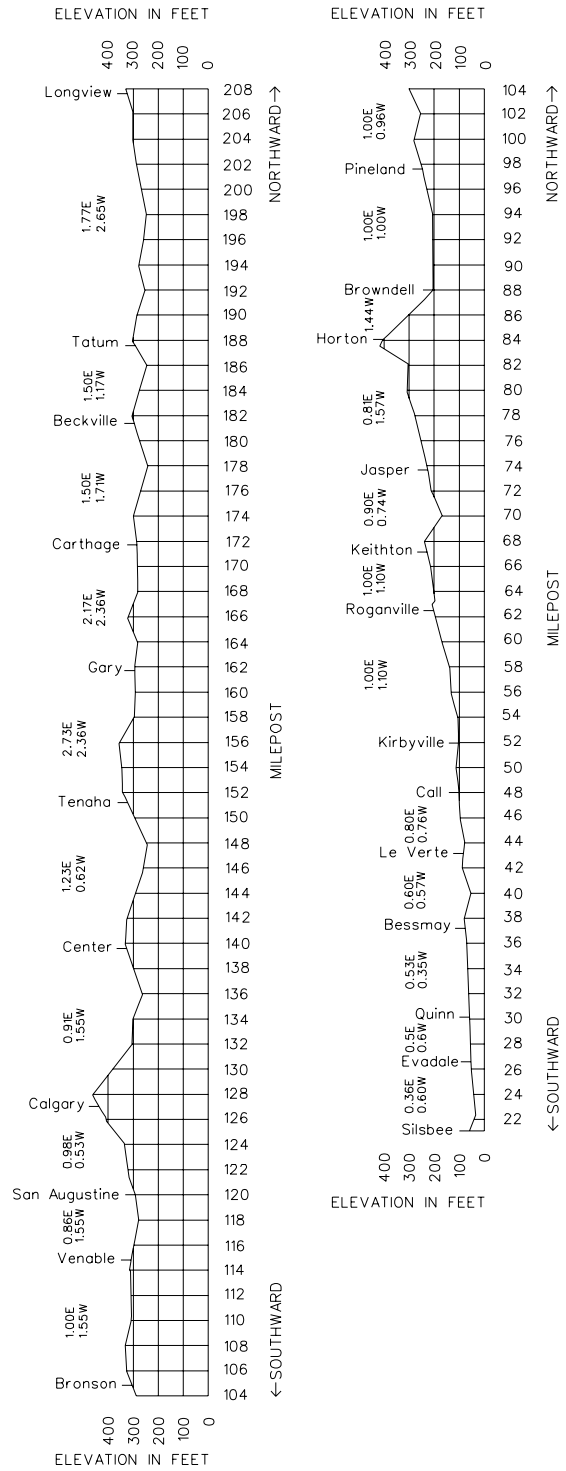 ELEVATION IN FEET
400 300 200 100 0
Longview
208
206
204
202
200
198
196
194
192
190
188
186
184
182
180
178
176
174
172
170
168
166
164
162
160
158
156
154
152
150
148
146
144
142
140
138
136
134
132
130
128
126
124
122
120
118
116
114
112
110
108
106
104
NORTHWARD→
MILEPOST
←SOUTHWARD
1.77E
2.65W
Tatum
1.50E
1.17W
Beckville
1.50E
1.71W
Carthage
2.17E
2.36W
Gary
2.73E
2.36W
Tenaha
1.23E
0.62W
Center
0.91E
1.55W
Calgary
0.98E
0.53W
San Augustine
0.86E
1.55W
Venable
1.00E
1.55W
Bronson
400 300 200 100 0
ELEVATION IN FEET
ELEVATION IN FEET
400 300 200 100 0
104
102
100
98
96
94
92
90
88
86
84
82
80
78
76
74
72
70
68
66
64
62
60
58
56
54
52
50
48
46
44
42
40
38
36
34
32
30
28
26
24
22
NORTHWARD→
MILEPOST
←SOUTHWARD
1.00E
0.96W
Pineland
1.00E
1.00W
Browndell
1.44W
Horton
0.81E
1.57W
Jasper
0.90E
0.74W
Keithton
1.00E
1.10W
Roganville
1.00E
1.10W
Kirbyville
Call
0.80E
0.76W
Le Verte
0.60E
0.57W
Bessmay
0.53E
0.35W
Quinn
0.5E
0.6W
Evadale
0.36E
0.60W
Silsbee
400 300 200 100 0
ELEVATION IN FEET